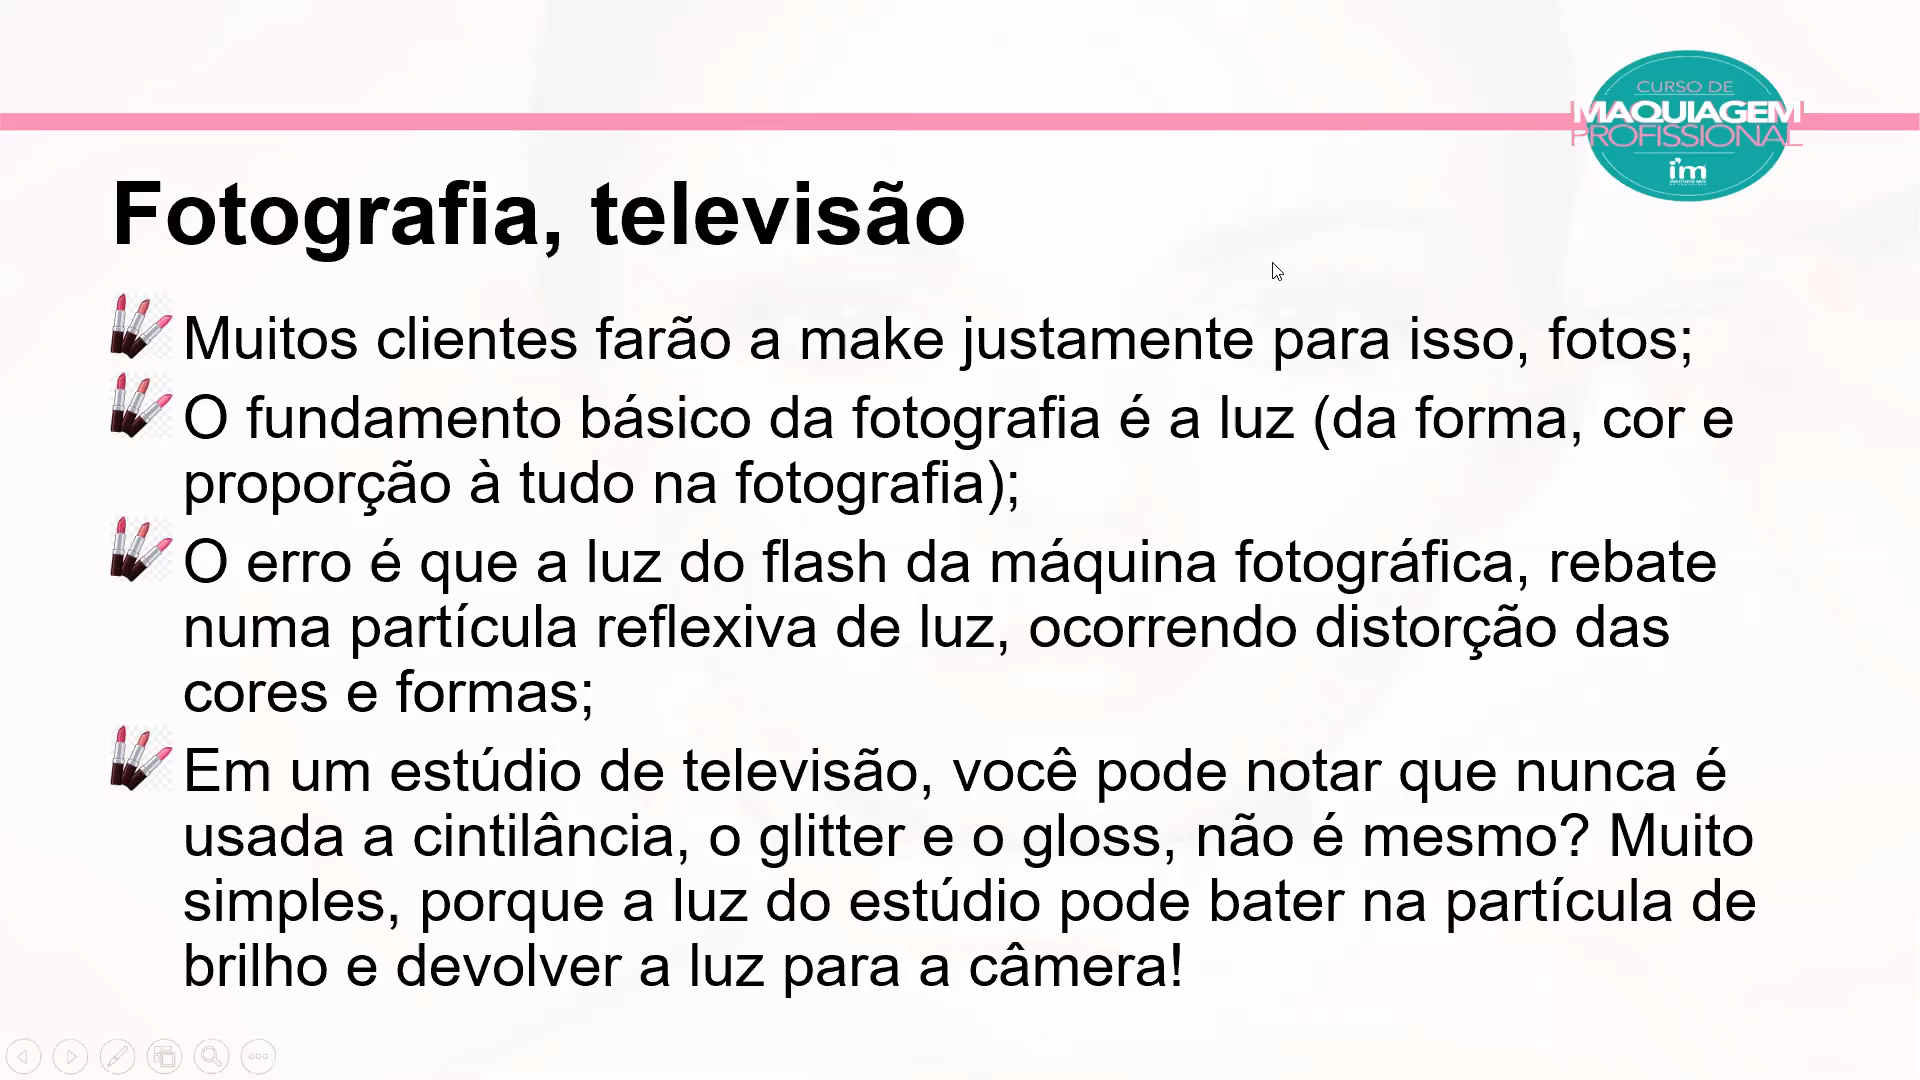 CURSO DE
MAQUIAGEM
PROFISSIONAL
im
Fotografia, televisão
Muitos clientes farão a make justamente para isso, fotos;
O fundamento básico da fotografia é a luz (da forma, cor e
proporção à tudo na fotografia);
O erro é que a luz do flash da máquina fotográfica, rebate
numa partícula reflexiva de luz, ocorrendo distorção das
cores e formas;
Em um estúdio de televisão, você pode notar que nunca é
usada a cintilância, o glitter e o gloss, não é mesmo? Muito
simples, porque a luz do estúdio pode bater na partícula de
brilho e devolver a luz para a câmera!